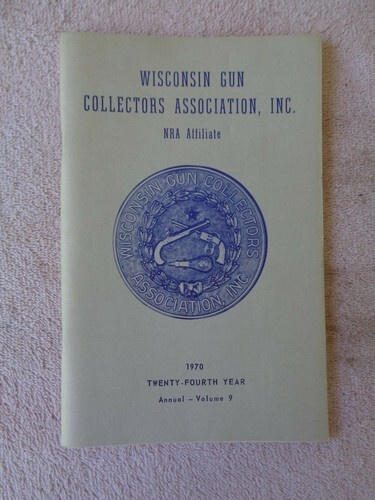 WISCONSIN GUN
COLLECTORS ASSOCIATION, INC.
NRA Affiliate
WISCONSIN GUN COLLECTORS
ASSOCIATION, INC.
1970
TWENTY-FOURTH YEAR
Annual - Volume 9